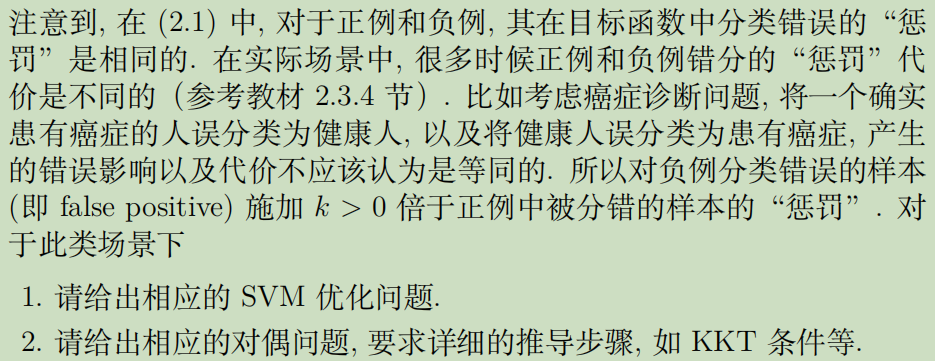 注意到, 在 (2.1) 中, 对于正例和负例, 其在目标函数中分类错误的“惩
罚”是相同的. 在实际场景中, 很多时候正例和负例错分的“惩罚”代
价是不同的（参考教材 2.3.4 节）. 比如考虑癌症诊断问题, 将一个确实
患有癌症的人误分类为健康人, 以及将健康人误分类为患有癌症, 产生
的错误影响以及代价不应该认为是等同的. 所以对负例分类错误的样本
(即 false positive) 施加 k > 0 倍于正例中被分错的样本的“惩罚”. 对
于此类场景下
1. 请给出相应的 SVM 优化问题.
2. 请给出相应的对偶问题, 要求详细的推导步骤, 如 KKT 条件等.